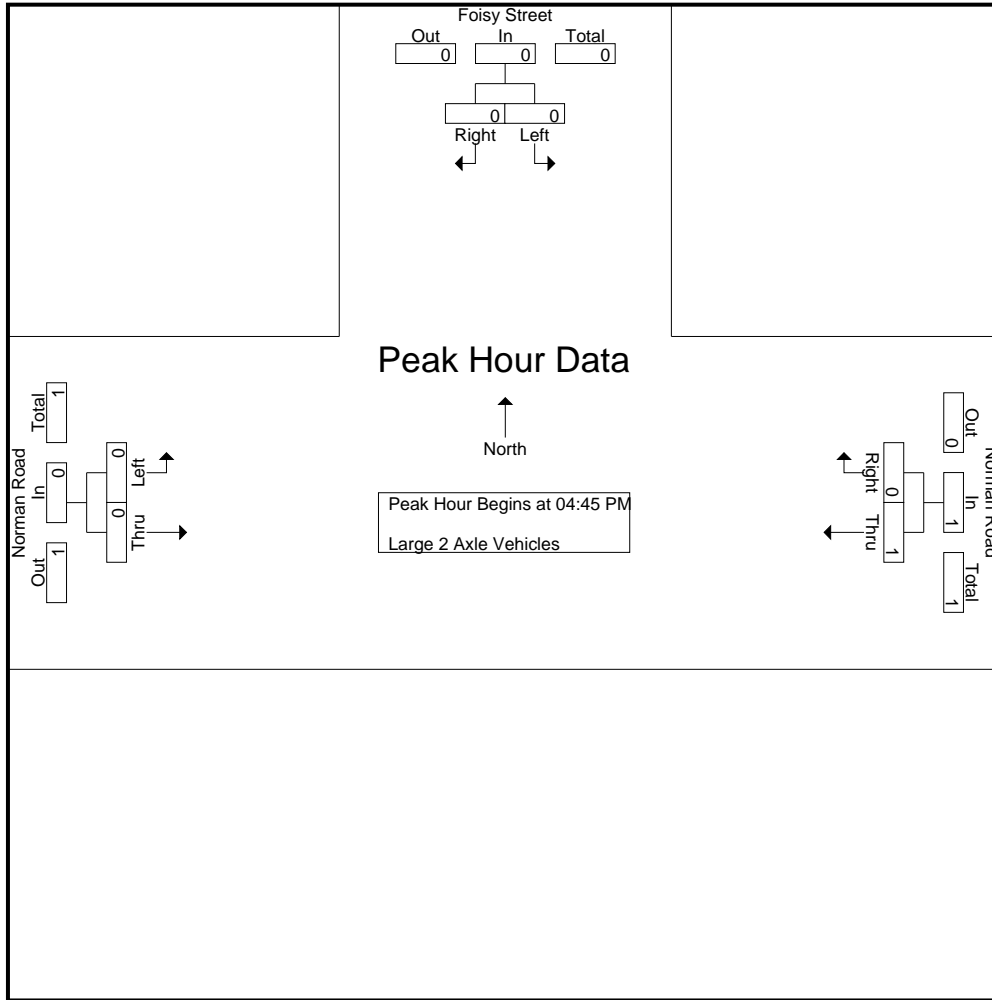 Foisy Street
Out In Total
0 0 0
0 0
Right Left
Peak Hour Data
North
Peak Hour Begins at 04:45 PM
Large 2 Axle Vehicles
Norman Road
Out In Total
1 0 1
0 0
Thru Left
Norman Road
Out In Total
0 1 1
0 1
Right Thru